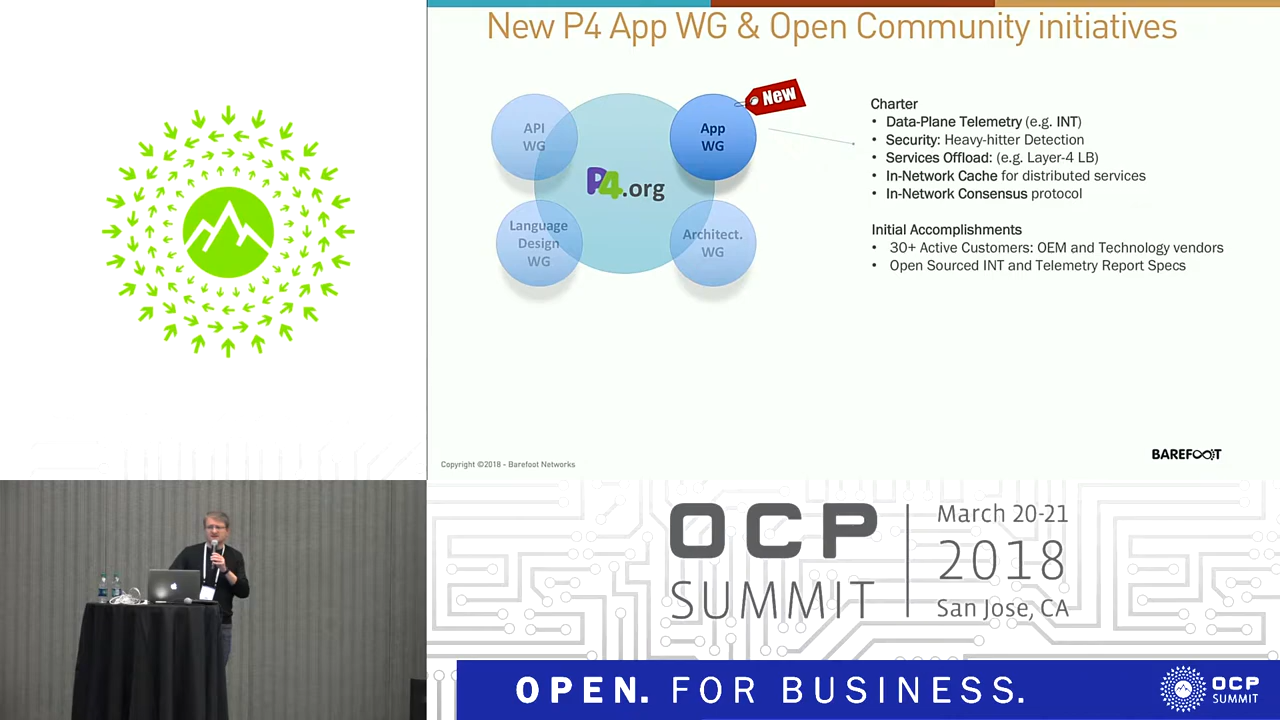 New P4 App WG & Open Community initiatives
API
WG
App
WG
New
P4.org
Language
Design
WG
Architect.
WG
Charter
• Data-Plane Telemetry (e.g. INT)
• Security: Heavy-hitter Detection
• Services Offload: (e.g. Layer-4 LB)
• In-Network Cache for distributed services
• In-Network Consensus protocol
Initial Accomplishments
• 30+ Active Customers: OEM and Technology vendors
• Open Sourced INT and Telemetry Report Specs
Copyright ©2018 - Barefoot Networks
BAREFOOT
OCP
SUMMIT
March 20-21
2018
San Jose, CA
OPEN. FOR BUSINESS.
OCP
SUMMIT